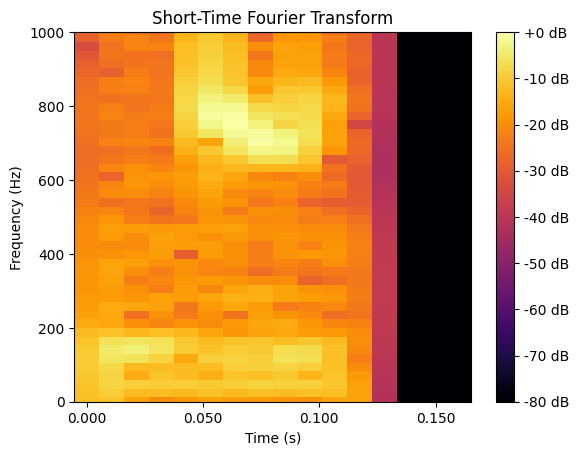 Short-Time Fourier Transform
1000
800
600
400
200
0
Frequency (Hz)
0.000
0.050
0.100
0.150
Time (s)
+0 dB
-10 dB
-20 dB
-30 dB
-40 dB
-50 dB
-60 dB
-70 dB
-80 dB